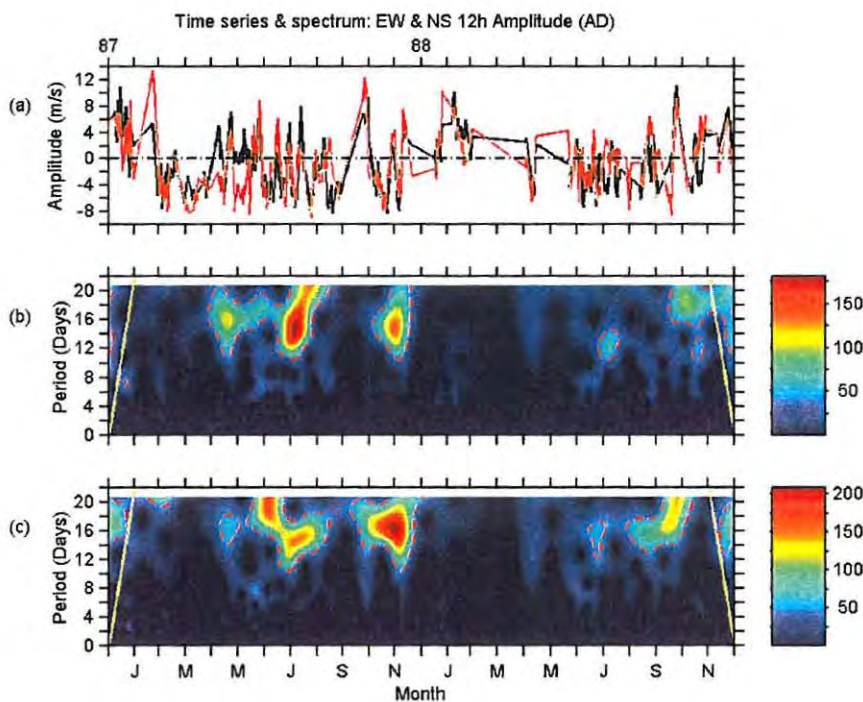 Time series & spectrum: EW & NS 12h Amplitude (AD)
87 88
(a)
Amplitude (m/s)
12
8
4
0
-4
-8
(b)
Period (Days)
20
16
12
8
4
0
150
100
50
(c)
Period (Days)
20
16
12
8
4
0
200
150
100
50
J M M J S N J M M J S N
Month